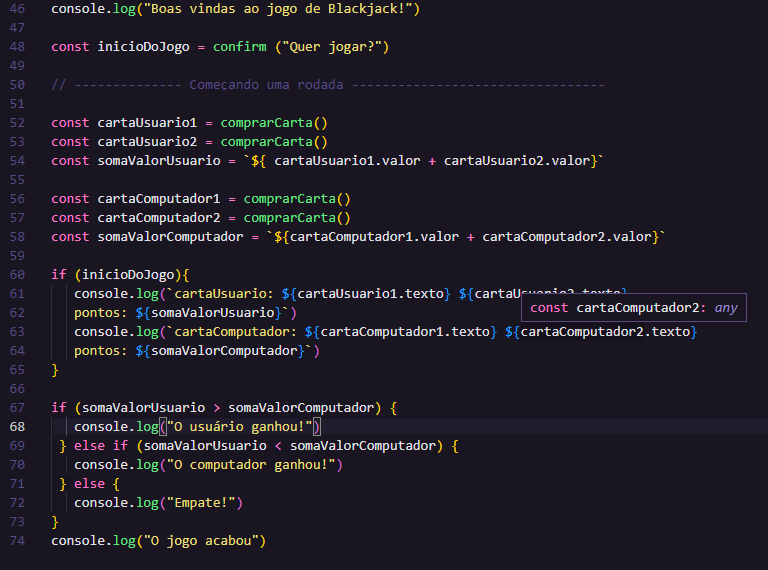 46 console.log("Boas vindas ao jogo de Blackjack!")
47
48 const inicioDoJogo = confirm ("Quer jogar?")
49
50 // -------------- Começando uma rodada ---------------------------------
51
52 const cartaUsuario1 = comprarCarta()
53 const cartaUsuario2 = comprarCarta()
54 const somaValorUsuario = `${ cartaUsuario1.valor + cartaUsuario2.valor}`
55
56 const cartaComputador1 = comprarCarta()
57 const cartaComputador2 = comprarCarta()
58 const somaValorComputador = `${cartaComputador1.valor + cartaComputador2.valor}`
59
60 if (inicioDoJogo){
61 console.log(`cartaUsuario: ${cartaUsuario1.texto} ${cartaUsuario2.texto}
const cartaComputador2: any
62 pontos: ${somaValorUsuario}`)
63 console.log(`cartaComputador: ${cartaComputador1.texto} ${cartaComputador2.texto}
64 pontos: ${somaValorComputador}`)
65 }
66
67 if (somaValorUsuario > somaValorComputador) {
68 console.log("O usuário ganhou!")
69 } else if (somaValorUsuario < somaValorComputador) {
70 console.log("O computador ganhou!")
71 } else {
72 console.log("Empate!")
73 }
74 console.log("O jogo acabou")